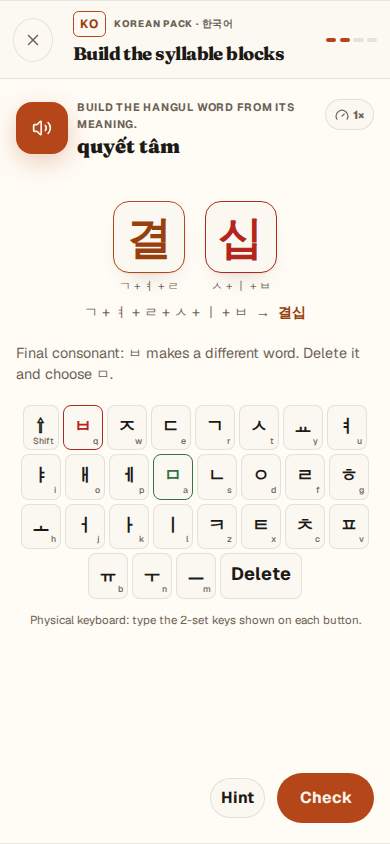 KO KOREAN PACK · 한국어
Build the syllable blocks
BUILD THE HANGUL WORD FROM ITS
MEANING.
quyết tâm
1×
결 십
ㄱ + ㅕ + ㄹ ㅅ + ㅣ + ㅂ
ㄱ + ㅕ + ㄹ + ㅅ + ㅣ + ㅂ → 결십
Final consonant: ㅂ makes a different word. Delete it
and choose ㅁ.
⇧ Shift ㅂ q ㅈ w ㄷ e ㄱ r ㅅ t ㅛ y ㅕ u
ㅑ i ㅐ o ㅔ p ㅁ a ㄴ s ㅇ d ㄹ f ㅎ g
ㅗ h ㅓ j ㅏ k ㅣ l ㅋ z ㅌ x ㅊ c ㅍ v
ㅠ b ㅜ n ㅡ m Delete
Physical keyboard: type the 2-set keys shown on each button.
Hint Check